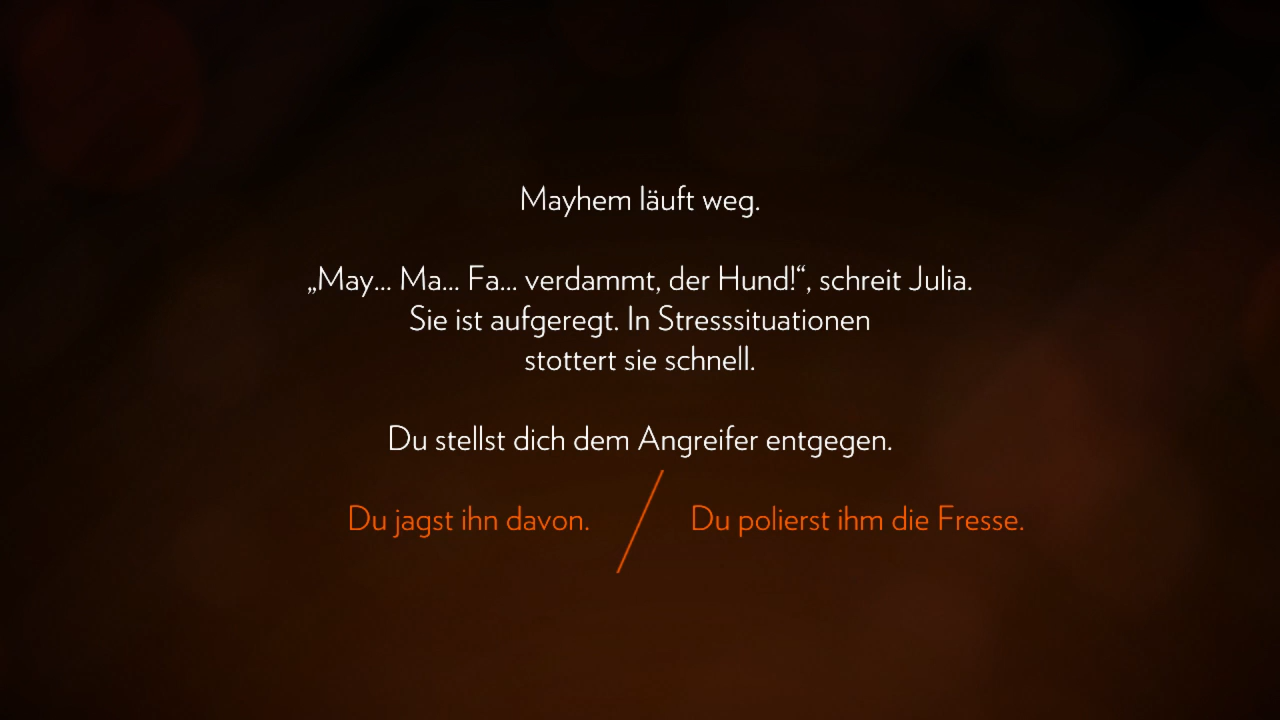 Mayhem läuft weg.
„May... Ma... Fa... verdammt, der Hund!“, schreit Julia.
Sie ist aufgeregt. In Stresssituationen
stottert sie schnell.
Du stellst dich dem Angreifer entgegen.
Du jagst ihn davon. / Du polierst ihm die Fresse.